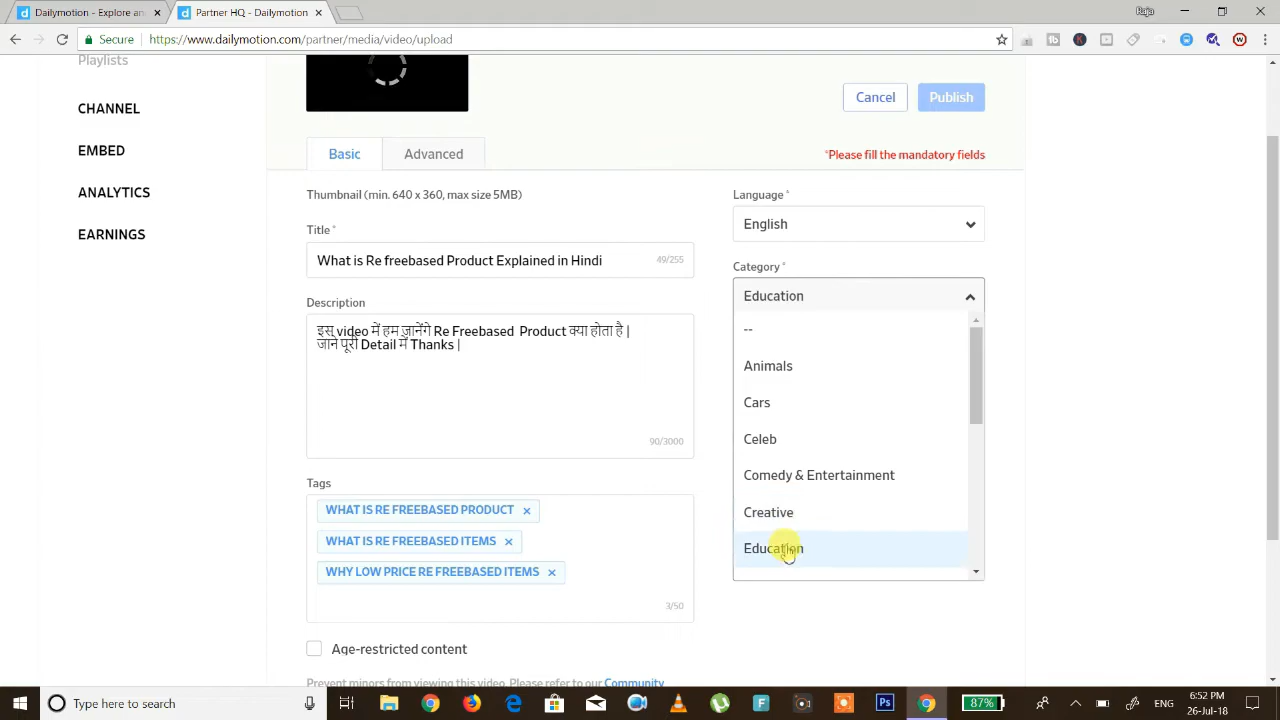 Dailymotion
Partner HQ - Dailymotion
Secure
https://www.dailymotion.com/partner/media/video/upload
Playlists
CHANNEL
EMBED
ANALYTICS
EARNINGS
Cancel
Publish
Basic
Advanced
*Please fill the mandatory fields
Thumbnail (min. 640 x 360, max size 5MB)
Title *
What is Re freebased Product Explained in Hindi
49/255
Description
इस video में हम जानेंगे Re Freebased Product क्या होता है |
जाने पूरी Detail में Thanks |
90/3000
Tags
WHAT IS RE FREEBASED PRODUCT ×
WHAT IS RE FREEBASED ITEMS ×
WHY LOW PRICE RE FREEBASED ITEMS ×
3/50
Age-restricted content
Prevent minors from viewing this video. Please refer to our Community
Language *
English
Category *
Education
--
Animals
Cars
Celeb
Comedy & Entertainment
Creative
Education
Type here to search
87%
6:52 PM
26-Jul-18